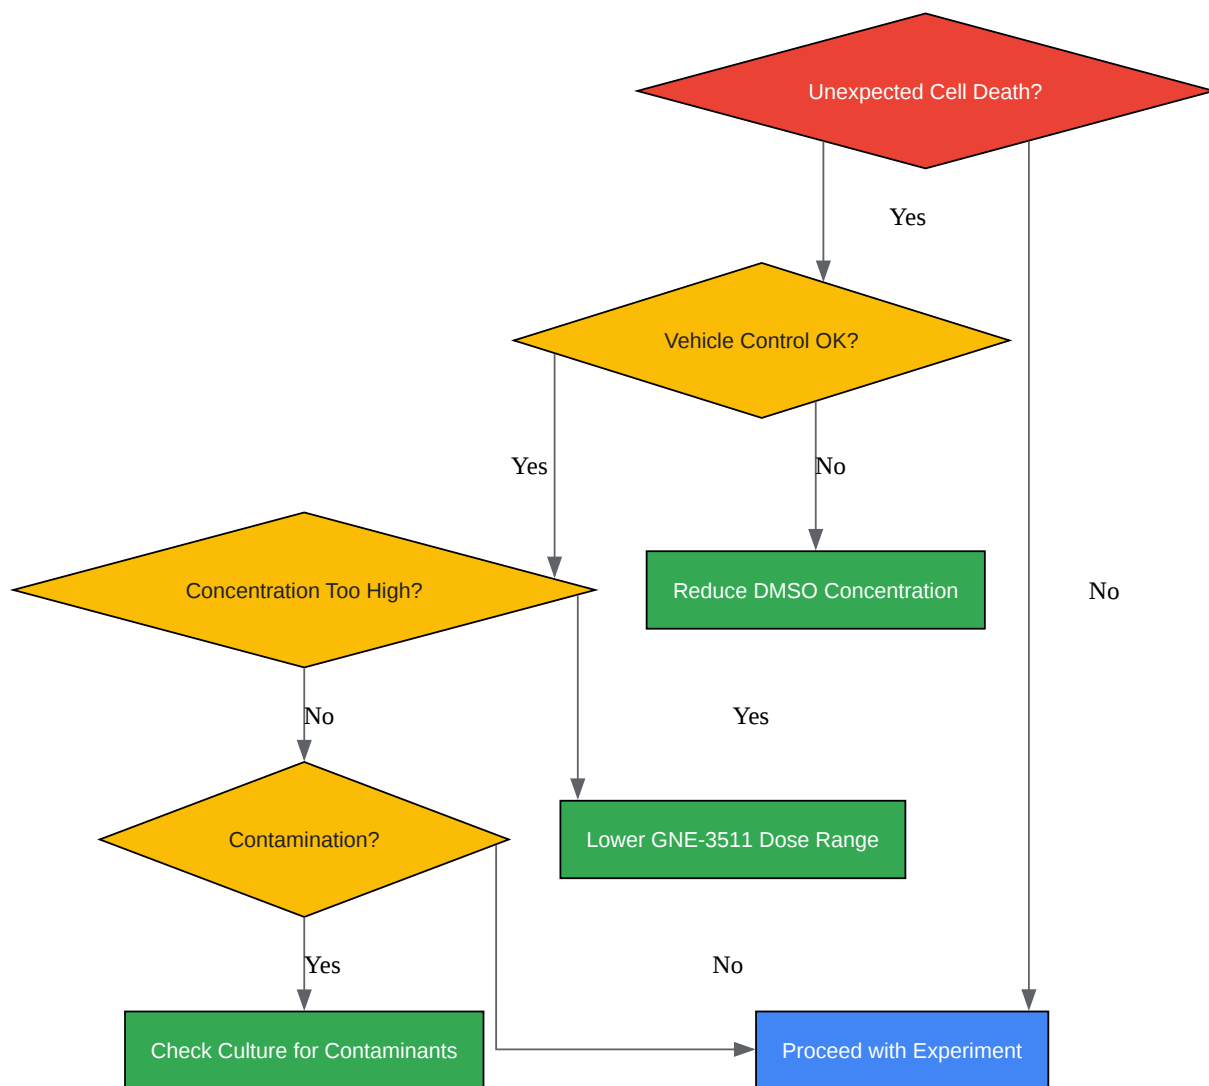 Unexpected Cell Death?
Yes
Vehicle Control OK?
Yes
No
Concentration Too High?
Reduce DMSO Concentration
No
No
Yes
Contamination?
Lower GNE-3511 Dose Range
Yes
No
Check Culture for Contaminants
Proceed with Experiment